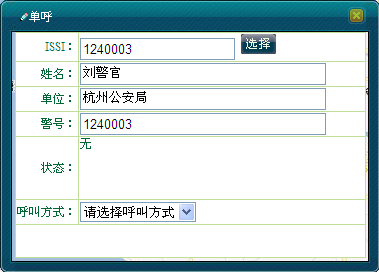 单呼
ISSI： 1240003 选择
姓名： 刘警官
单位： 杭州公安局
警号： 1240003
无
状态：
呼叫方式： 请选择呼叫方式